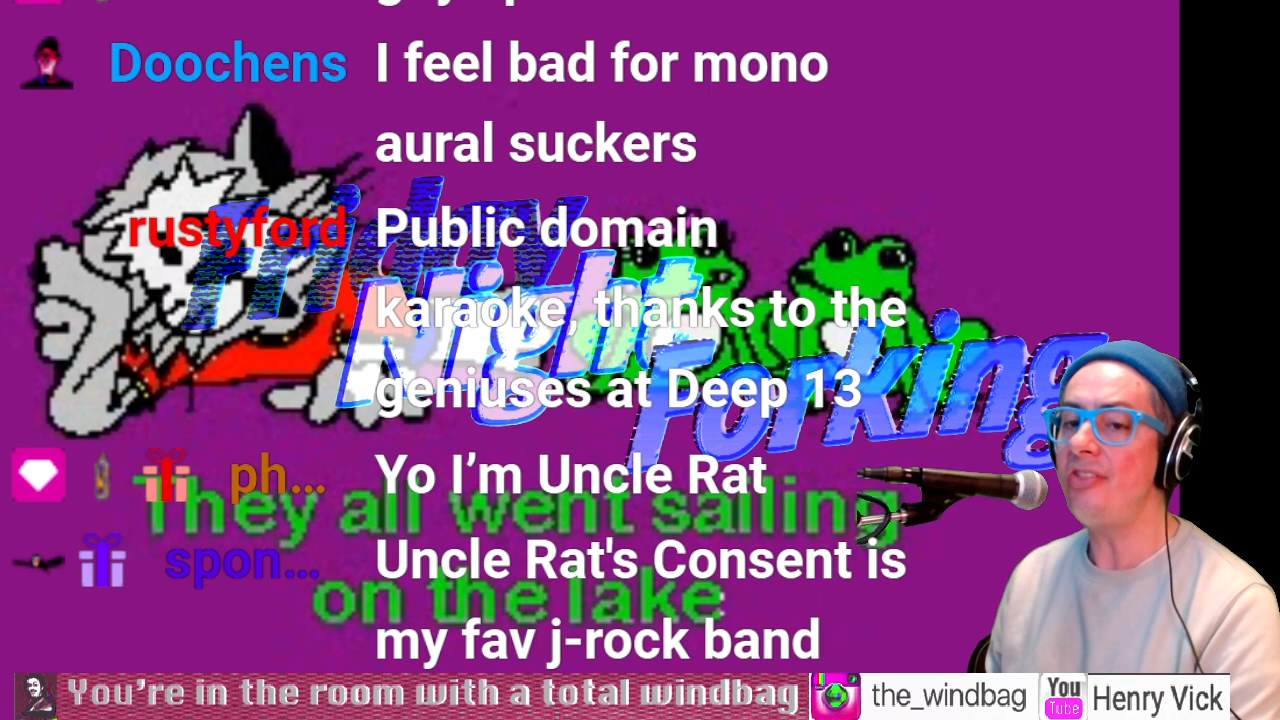 Doochens I feel bad for mono
aural suckers
rustyford Public domain
karaoke, thanks to the
geniuses at Deep 13
Friday
Night
Forking
ph... Yo I’m Uncle Rat
They all went sailing
spon... Uncle Rat's Consent is
on the lake
my fav j-rock band
You're in the room with a total windbag
the_windbag
You
Tube
Henry Vick